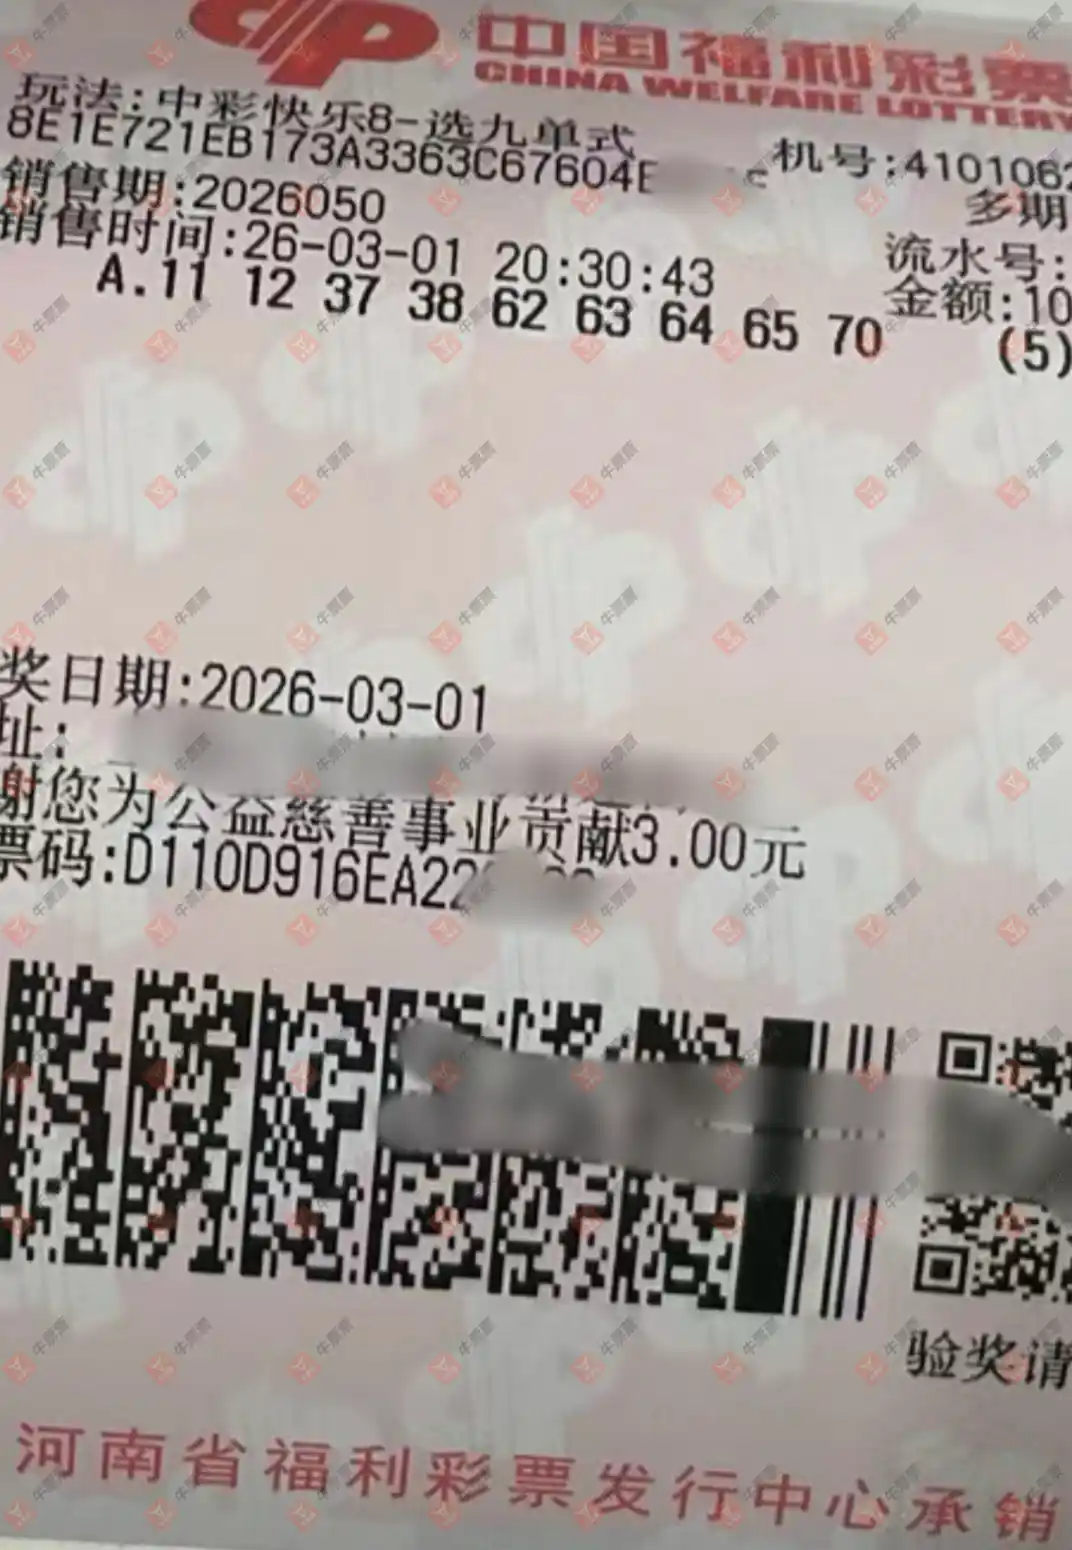 中国福利彩票
CHINA WELFARE LOTTERY
玩法:中彩快乐8-选九单式
8E1E721EB173A3363C67604E
机号:4101062
销售期:2026050
多期
销售时间:26-03-01 20:30:43
流水号:
金额:10
A.11 12 37 38 62 63 64 65 70
(5)
奖日期:2026-03-01
址:
谢您为公益慈善事业贡献3.00元
票码:D110D916EA22
验奖请
河南省福利彩票发行中心承销
牛票票